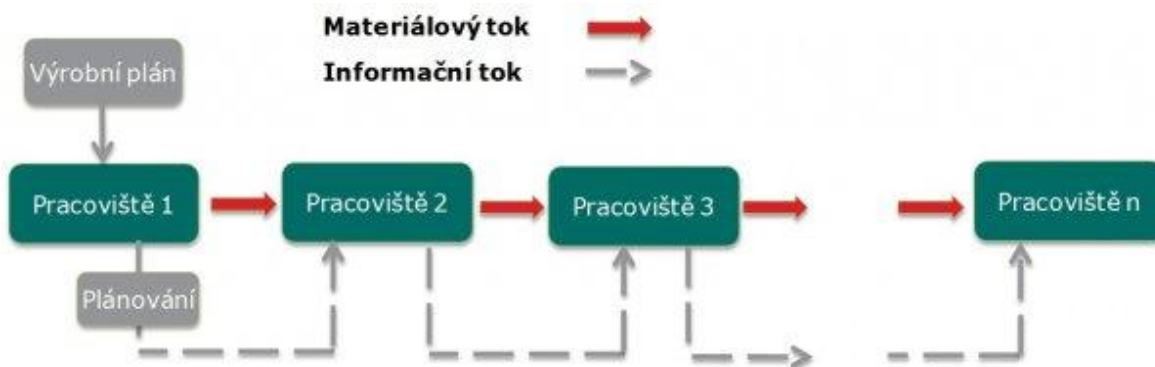 Materiálový tok
Informační tok
Výrobní plán
Pracoviště 1
Pracoviště 2
Pracoviště 3
Pracoviště n
Plánování